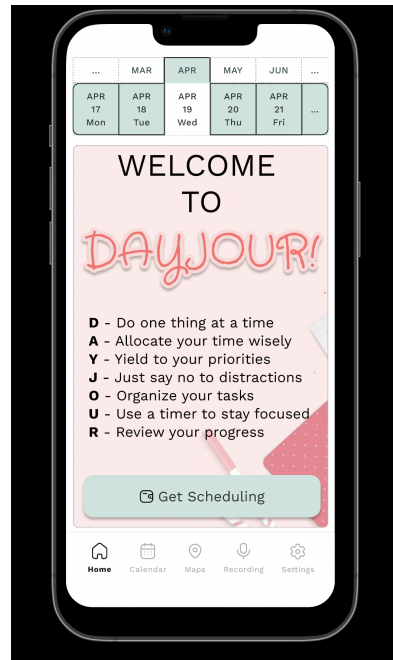 ... MAR APR MAY JUN ...
APR APR APR APR APR
17 18 19 20 21 ...
Mon Tue Wed Thu Fri
WELCOME
TO
DAYJOUR!
D - Do one thing at a time
A - Allocate your time wisely
Y - Yield to your priorities
J - Just say no to distractions
O - Organize your tasks
U - Use a timer to stay focused
R - Review your progress
Get Scheduling
Home Calendar Maps Recording Settings